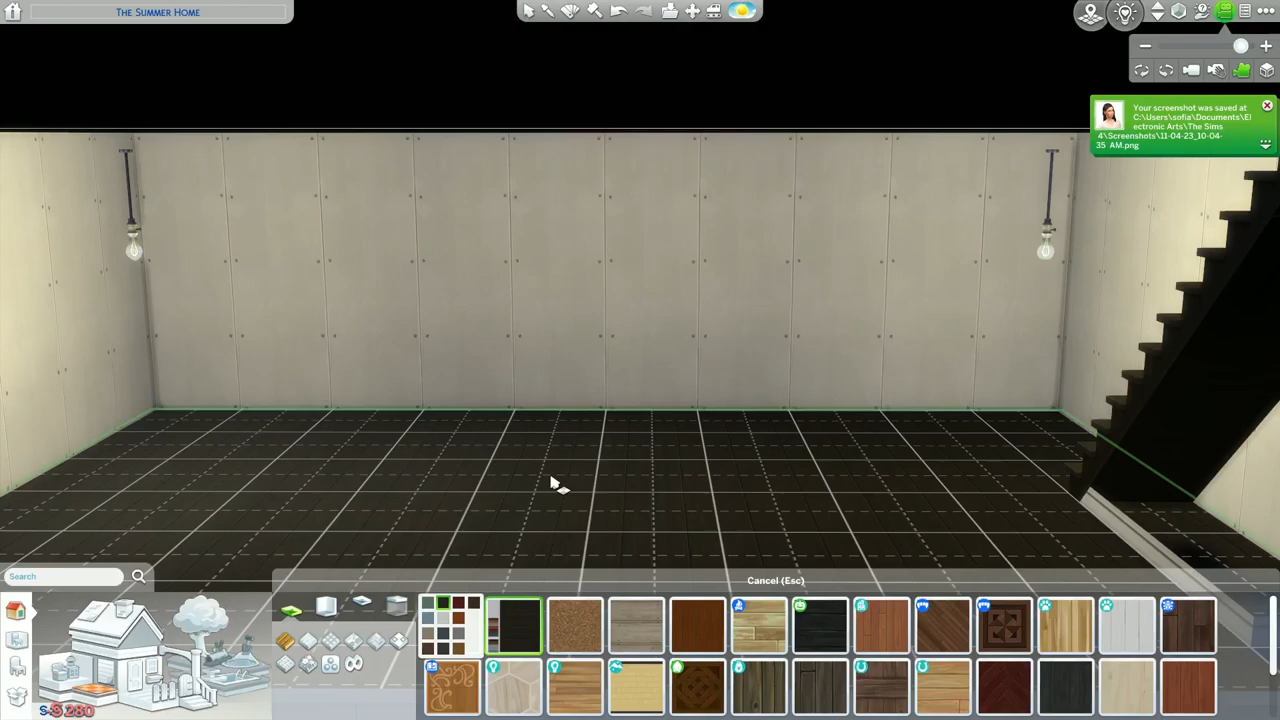 The Summer Home
Your screenshot was saved at
C:\Users\sofia\Documents\El
ectronic Arts\The Sims
4\Screenshots\11-04-23_10-04-
35 AM.png
Cancel (Esc)
Search